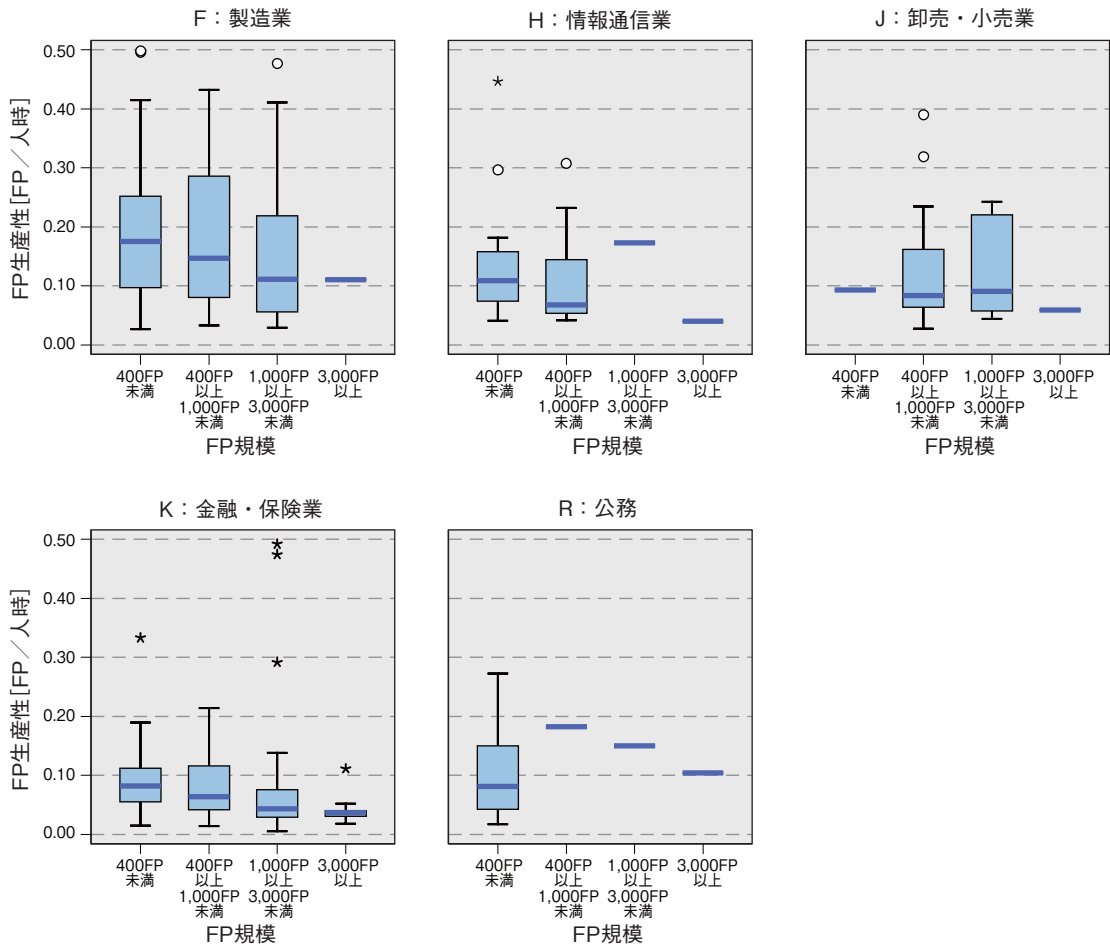 F：製造業
FP生産性[FP／人時]
0.50
0.40
0.30
0.20
0.10
0.00
400FP
未満
400FP
以上
1,000FP
未満
1,000FP
以上
3,000FP
未満
3,000FP
以上
FP規模
H：情報通信業
400FP
未満
400FP
以上
1,000FP
未満
1,000FP
以上
3,000FP
未満
3,000FP
以上
FP規模
J：卸売・小売業
400FP
未満
400FP
以上
1,000FP
未満
1,000FP
以上
3,000FP
未満
3,000FP
以上
FP規模
K：金融・保険業
FP生産性[FP／人時]
0.50
0.40
0.30
0.20
0.10
0.00
400FP
未満
400FP
以上
1,000FP
未満
1,000FP
以上
3,000FP
未満
3,000FP
以上
FP規模
R：公務
400FP
未満
400FP
以上
1,000FP
未満
1,000FP
以上
3,000FP
未満
3,000FP
以上
FP規模